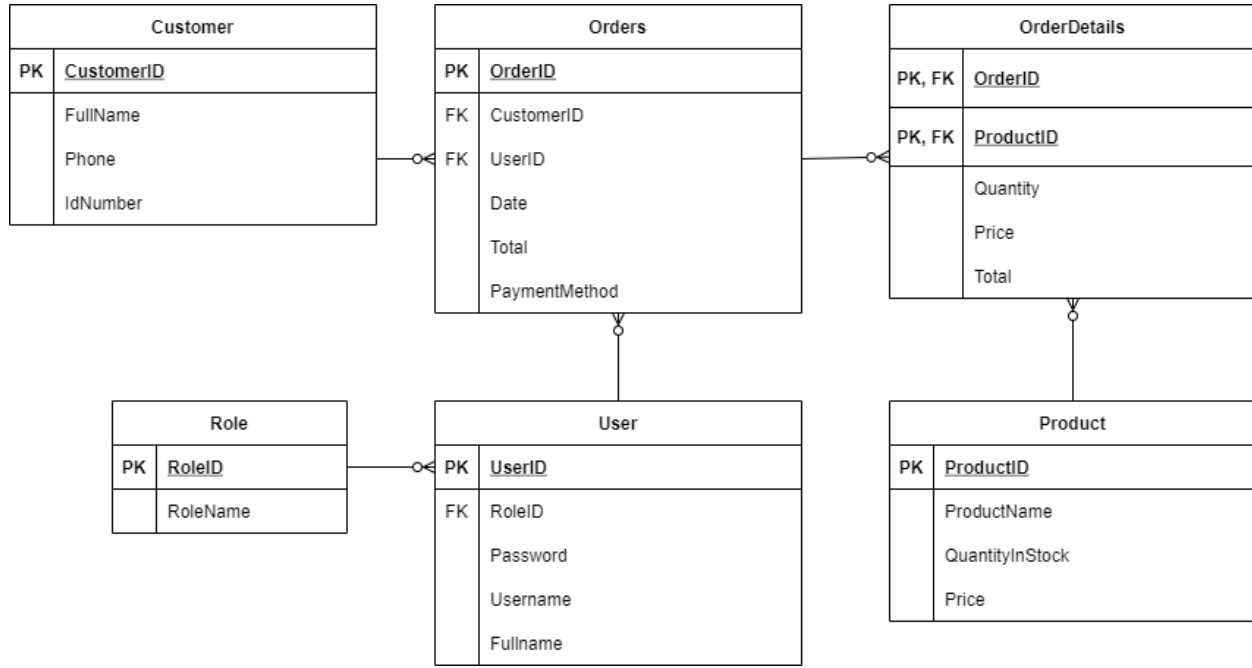 Customer
PK CustomerID
FullName
Phone
IdNumber
Orders
PK OrderID
FK CustomerID
FK UserID
Date
Total
PaymentMethod
OrderDetails
PK, FK OrderID
PK, FK ProductID
Quantity
Price
Total
Role
PK RoleID
RoleName
User
PK UserID
FK RoleID
Password
Username
Fullname
Product
PK ProductID
ProductName
QuantityInStock
Price